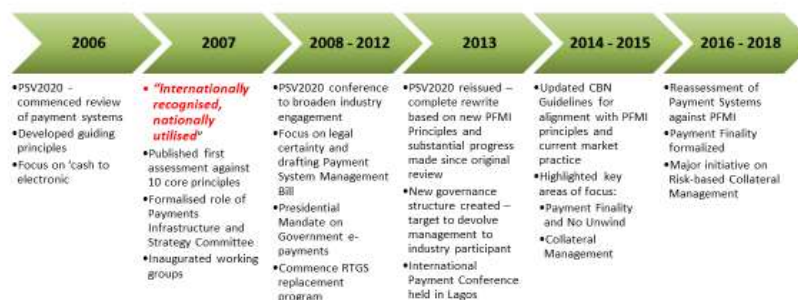 2006
2007
2008 - 2012
2013
2014 - 2015
2016 - 2018
•PSV2020 -
commenced review
of payment systems
•Developed guiding
principles
•Focus on 'cash to
electronic
• "Internationally
recognised,
nationally
utilised"
•Published first
assessment against
10 core principles
•Formalised role of
Payments
Infrastructure and
Strategy Committee
•Inaugurated working
groups
•PSV2020 conference
to broaden industry
engagement
•Focus on legal
certainty and
drafting Payment
System Management
Bill
•Presidential
Mandate on
Government e-
payments
•Commence RTGS
replacement
program
•PSV2020 reissued –
complete rewrite
based on new PFMI
Principles and
substantial progress
made since original
review
•New governance
structure created –
target to devolve
management to
industry participant
•International
Payment Conference
held in Lagos
•Updated CBN
Guidelines for
alignment with PFMI
principles and
current market
practice
•Highlighted key
areas of focus:
•Payment Finality
and No Unwind
•Collateral
Management
•Reassessment of
Payment Systems
against PFMI
•Payment Finality
formalized
•Major initiative on
Risk-based Collateral
Management